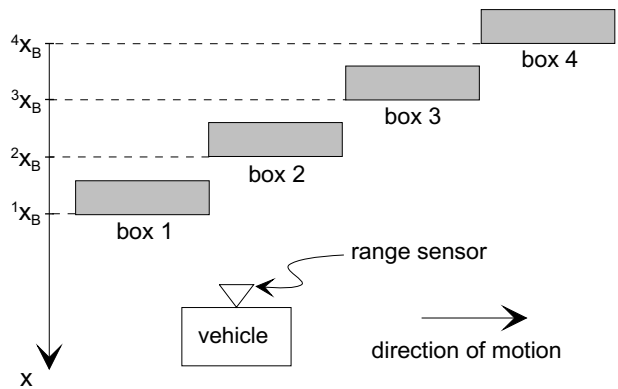 ⁴x_B
box 4
³x_B
box 3
²x_B
box 2
¹x_B
box 1
range sensor
vehicle
direction of motion
x